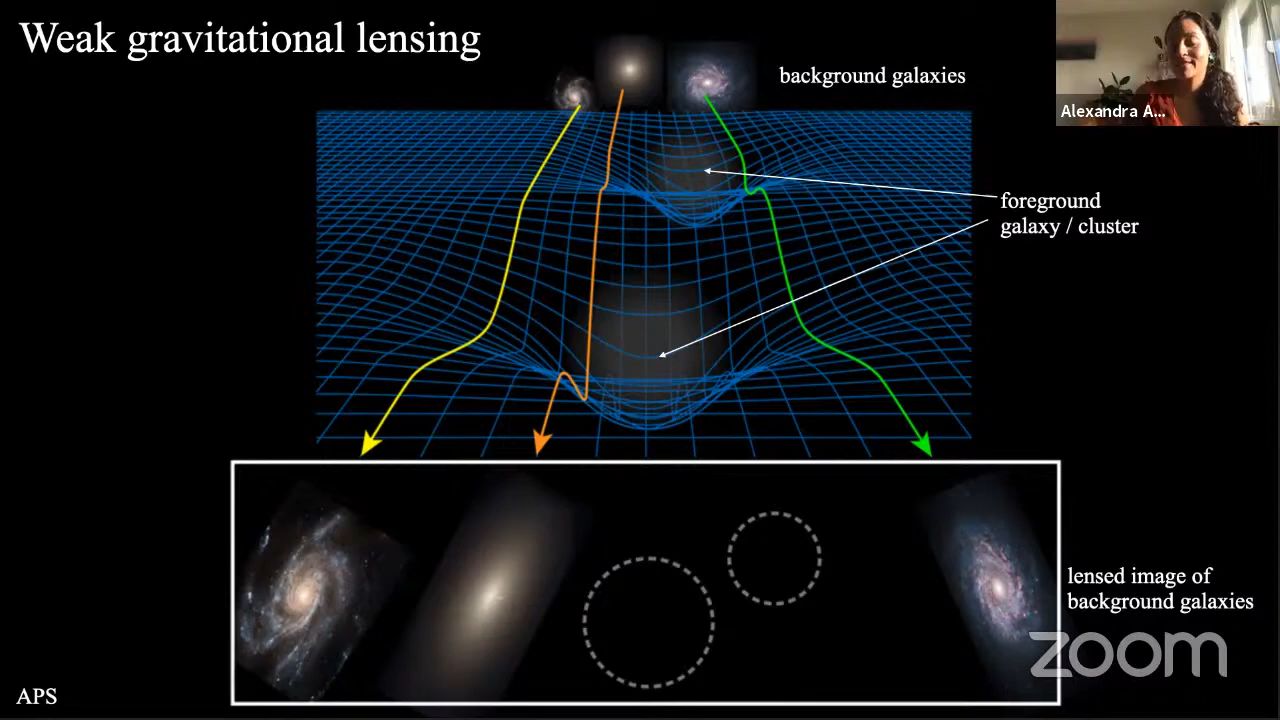 Weak gravitational lensing
background galaxies
Alexandra A...
foreground
galaxy / cluster
lensed image of
background galaxies
zoom
APS